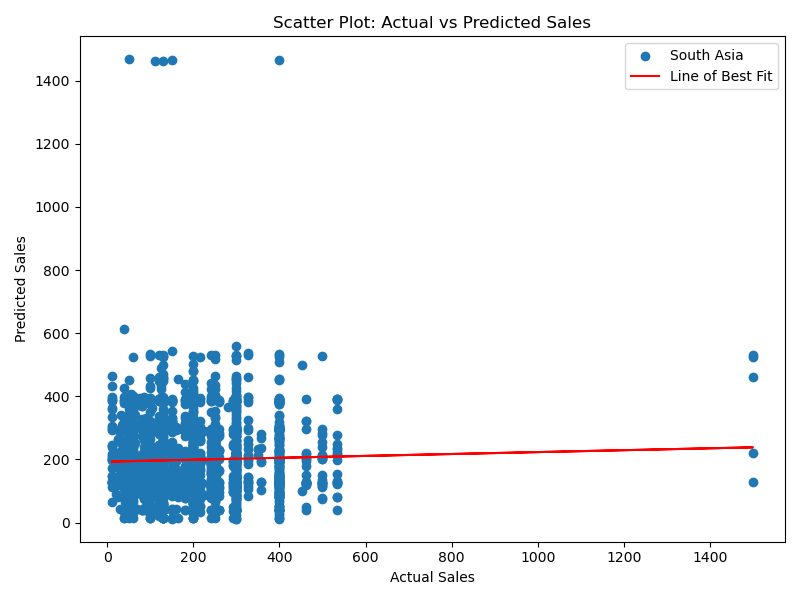 Scatter Plot: Actual vs Predicted Sales
South Asia
Line of Best Fit
1400
1200
1000
800
600
400
200
0
Predicted Sales
0 200 400 600 800 1000 1200 1400
Actual Sales